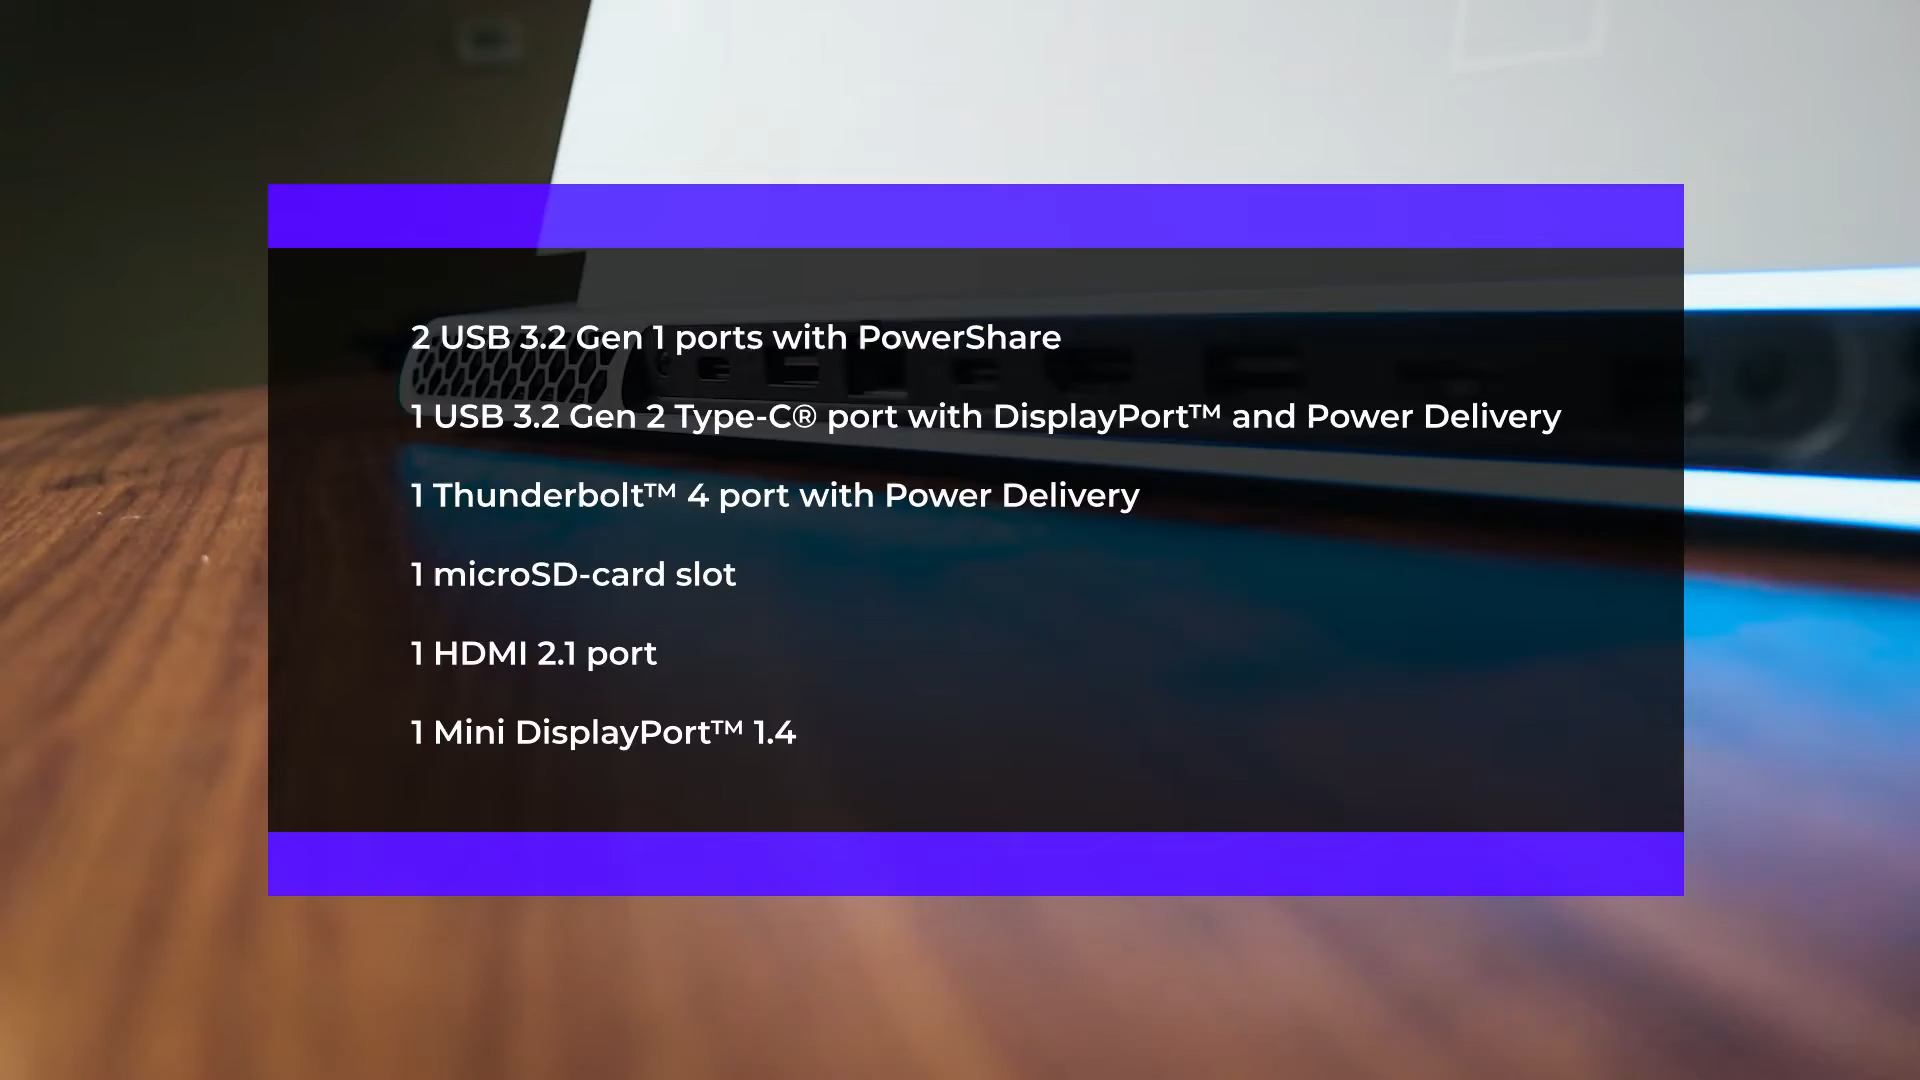 2 USB 3.2 Gen 1 ports with PowerShare
1 USB 3.2 Gen 2 Type-C® port with DisplayPort™ and Power Delivery
1 Thunderbolt™ 4 port with Power Delivery
1 microSD-card slot
1 HDMI 2.1 port
1 Mini DisplayPort™ 1.4